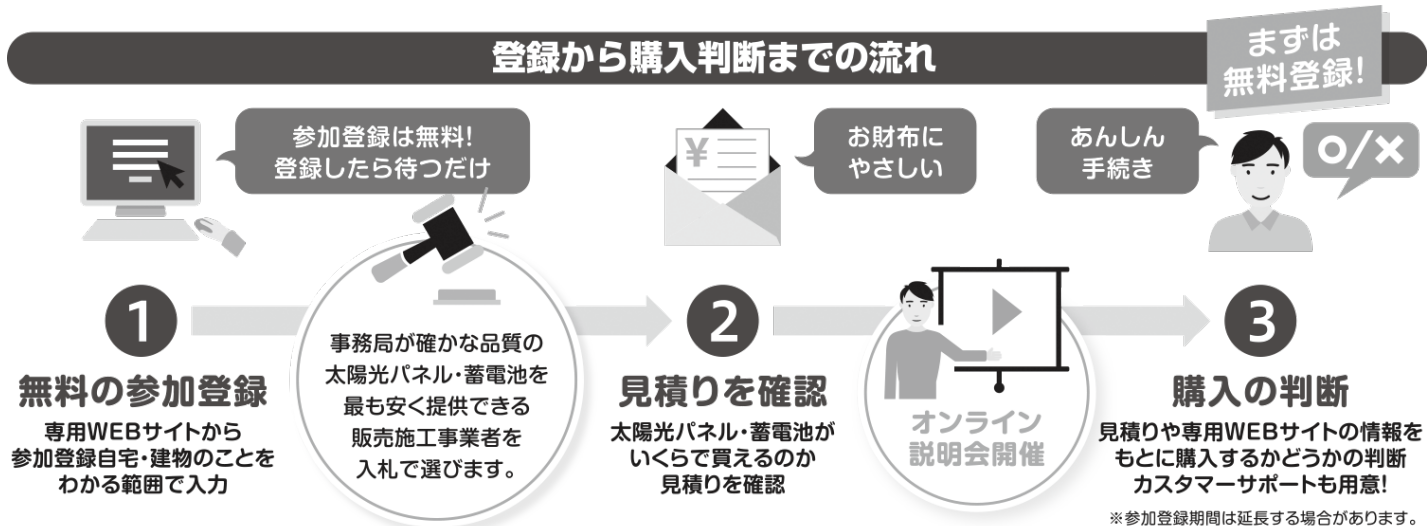 登録から購入判断までの流れ
まずは
無料登録!
参加登録は無料!
登録したら待つだけ
¥
お財布に
やさしい
あんしん
手続き
O/×
1
無料の参加登録
専用WEBサイトから
参加登録自宅・建物のことを
わかる範囲で入力
事務局が確かな品質の
太陽光パネル・蓄電池を
最も安く提供できる
販売施工事業者を
入札で選びます。
2
見積りを確認
太陽光パネル・蓄電池が
いくらで買えるのか
見積りを確認
オンライン
説明会開催
3
購入の判断
見積りや専用WEBサイトの情報を
もとに購入するかどうかの判断
カスタマーサポートも用意!
※参加登録期間は延長する場合があります。